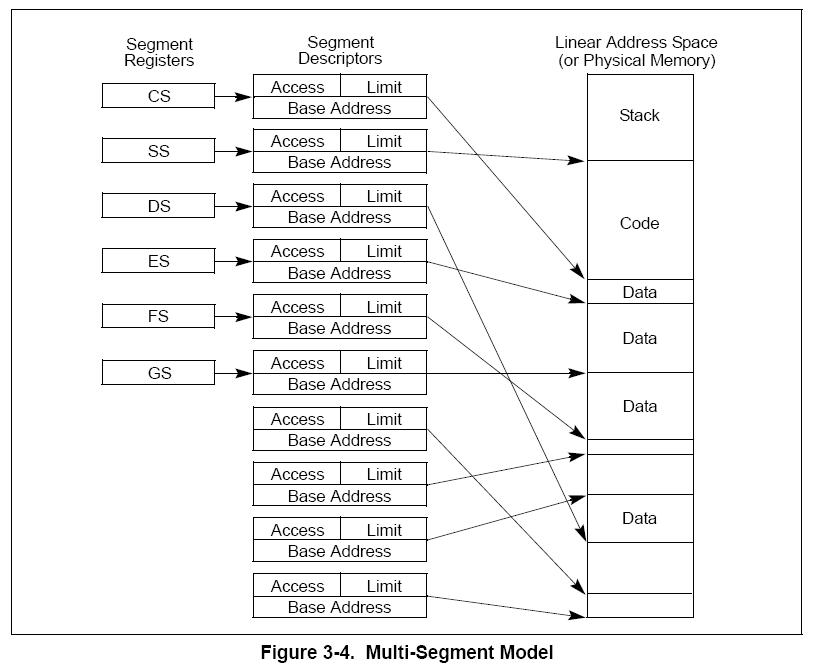 Segment
Registers
Segment
Descriptors
Linear Address Space
(or Physical Memory)
CS
Access Limit
Base Address
Stack
SS
Access Limit
Base Address
DS
Access Limit
Base Address
Code
ES
Access Limit
Base Address
Data
FS
Access Limit
Base Address
Data
GS
Access Limit
Base Address
Data
Access Limit
Base Address
Access Limit
Base Address
Access Limit
Base Address
Data
Access Limit
Base Address
Figure 3-4. Multi-Segment Model